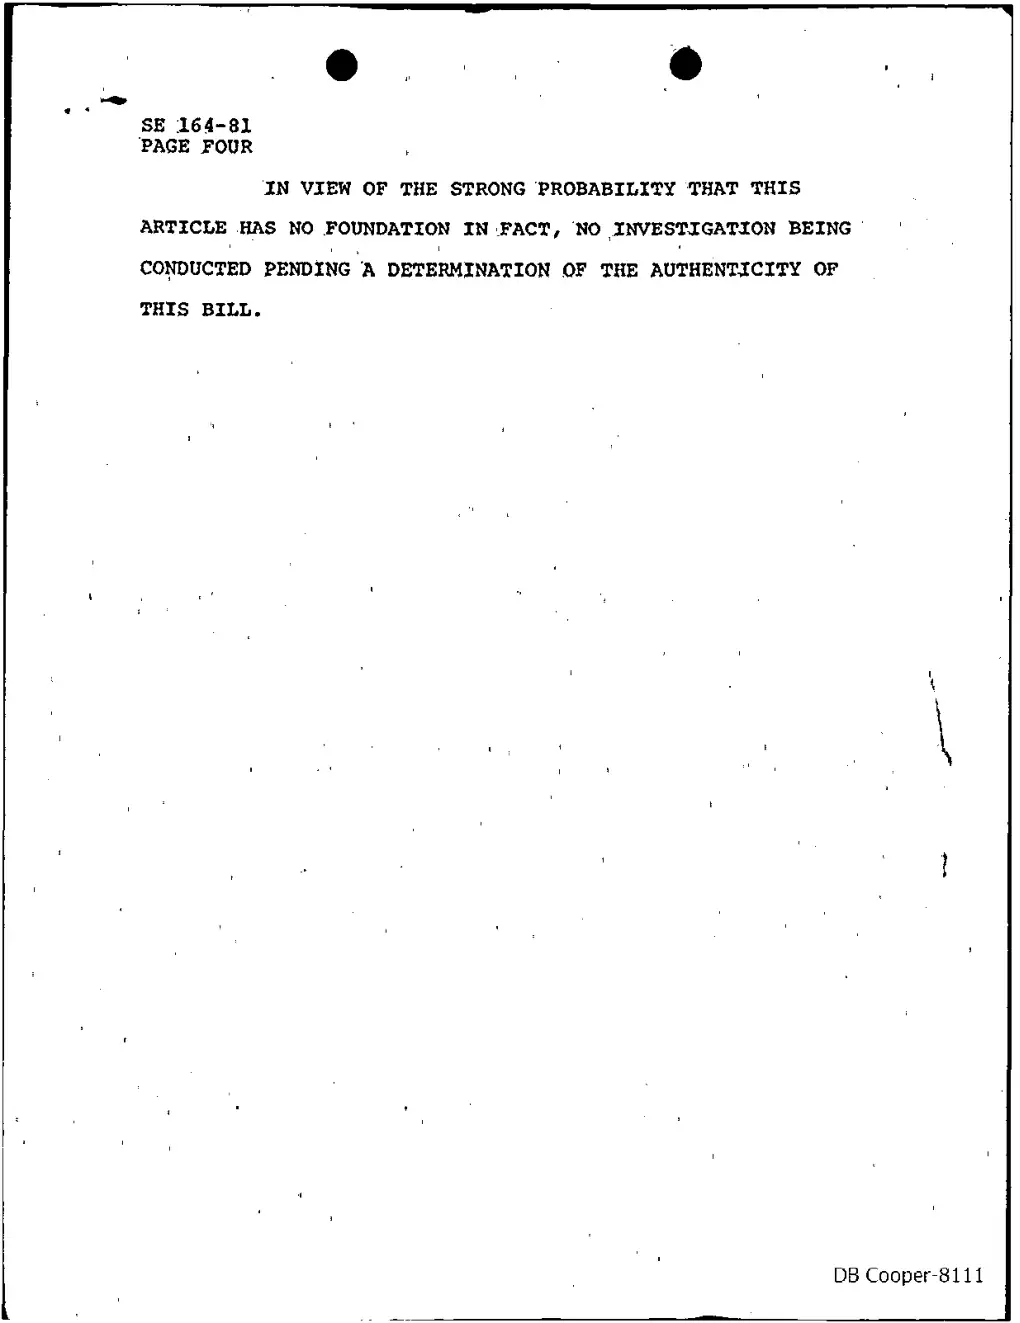 SE 164-81
PAGE FOUR
IN VIEW OF THE STRONG PROBABILITY THAT THIS
ARTICLE HAS NO FOUNDATION IN FACT, NO INVESTIGATION BEING
CONDUCTED PENDING A DETERMINATION OF THE AUTHENTICITY OF
THIS BILL.
DB Cooper-8111